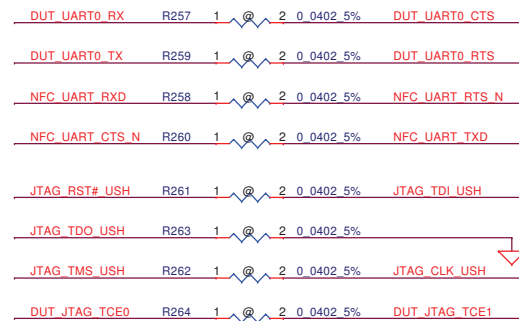 DUT_UART0_RX R257 1 @ 2 0_0402_5% DUT_UART0_CTS
DUT_UART0_TX R259 1 @ 2 0_0402_5% DUT_UART0_RTS
NFC_UART_RXD R258 1 @ 2 0_0402_5% NFC_UART_RTS_N
NFC_UART_CTS_N R260 1 @ 2 0_0402_5% NFC_UART_TXD
JTAG_RST#_USH R261 1 @ 2 0_0402_5% JTAG_TDI_USH
JTAG_TDO_USH R263 1 @ 2 0_0402_5%
JTAG_TMS_USH R262 1 @ 2 0_0402_5% JTAG_CLK_USH
DUT_JTAG_TCE0 R264 1 @ 2 0_0402_5% DUT_JTAG_TCE1